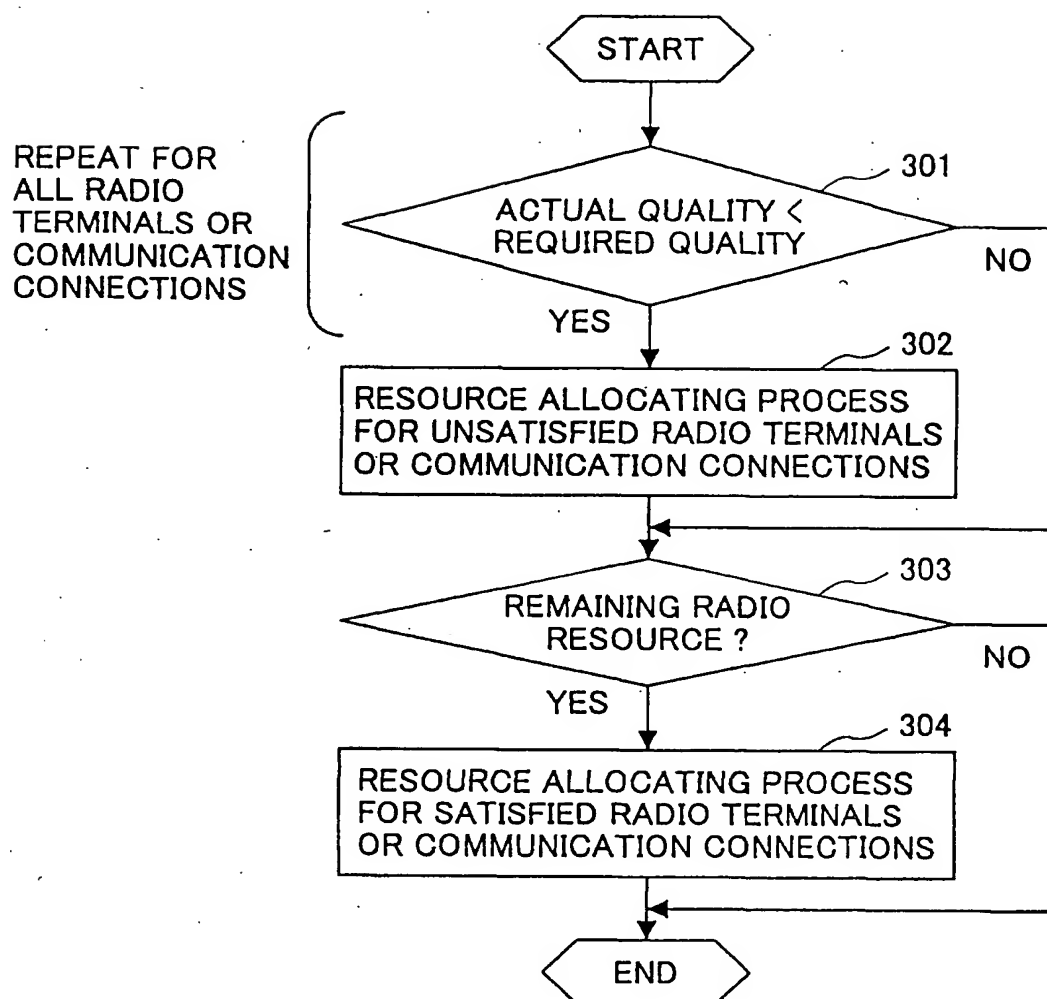 START
REPEAT FOR
ALL RADIO
TERMINALS OR
COMMUNICATION
CONNECTIONS
301
ACTUAL QUALITY <
REQUIRED QUALITY
NO
YES
302
RESOURCE ALLOCATING PROCESS
FOR UNSATISFIED RADIO TERMINALS
OR COMMUNICATION CONNECTIONS
303
REMAINING RADIO
RESOURCE ?
NO
YES
304
RESOURCE ALLOCATING PROCESS
FOR SATISFIED RADIO TERMINALS
OR COMMUNICATION CONNECTIONS
END